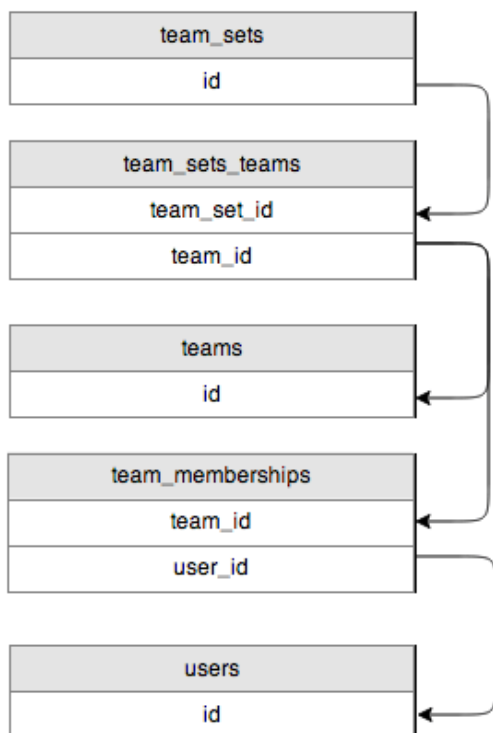 team_sets
id
team_sets_teams
team_set_id
team_id
teams
id
team_memberships
team_id
user_id
users
id